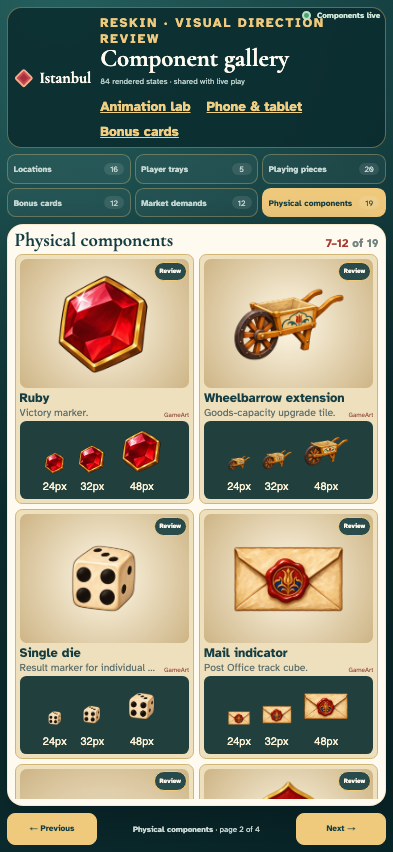 RESKIN · VISUAL DIRECTION REVIEW
Components live
Istanbul
Component gallery
84 rendered states · shared with live play
Animation lab
Phone & tablet
Bonus cards
Locations 16
Player trays 5
Playing pieces 20
Bonus cards 12
Market demands 12
Physical components 19
Physical components
7–12 of 19
Review
Ruby
Victory marker.
GameArt
24px 32px 48px
Review
Wheelbarrow extension
Goods-capacity upgrade tile.
GameArt
24px 32px 48px
Review
Single die
Result marker for individual ...
GameArt
24px 32px 48px
Review
Mail indicator
Post Office track cube.
GameArt
24px 32px 48px
Review
Review
← Previous
Physical components · page 2 of 4
Next →